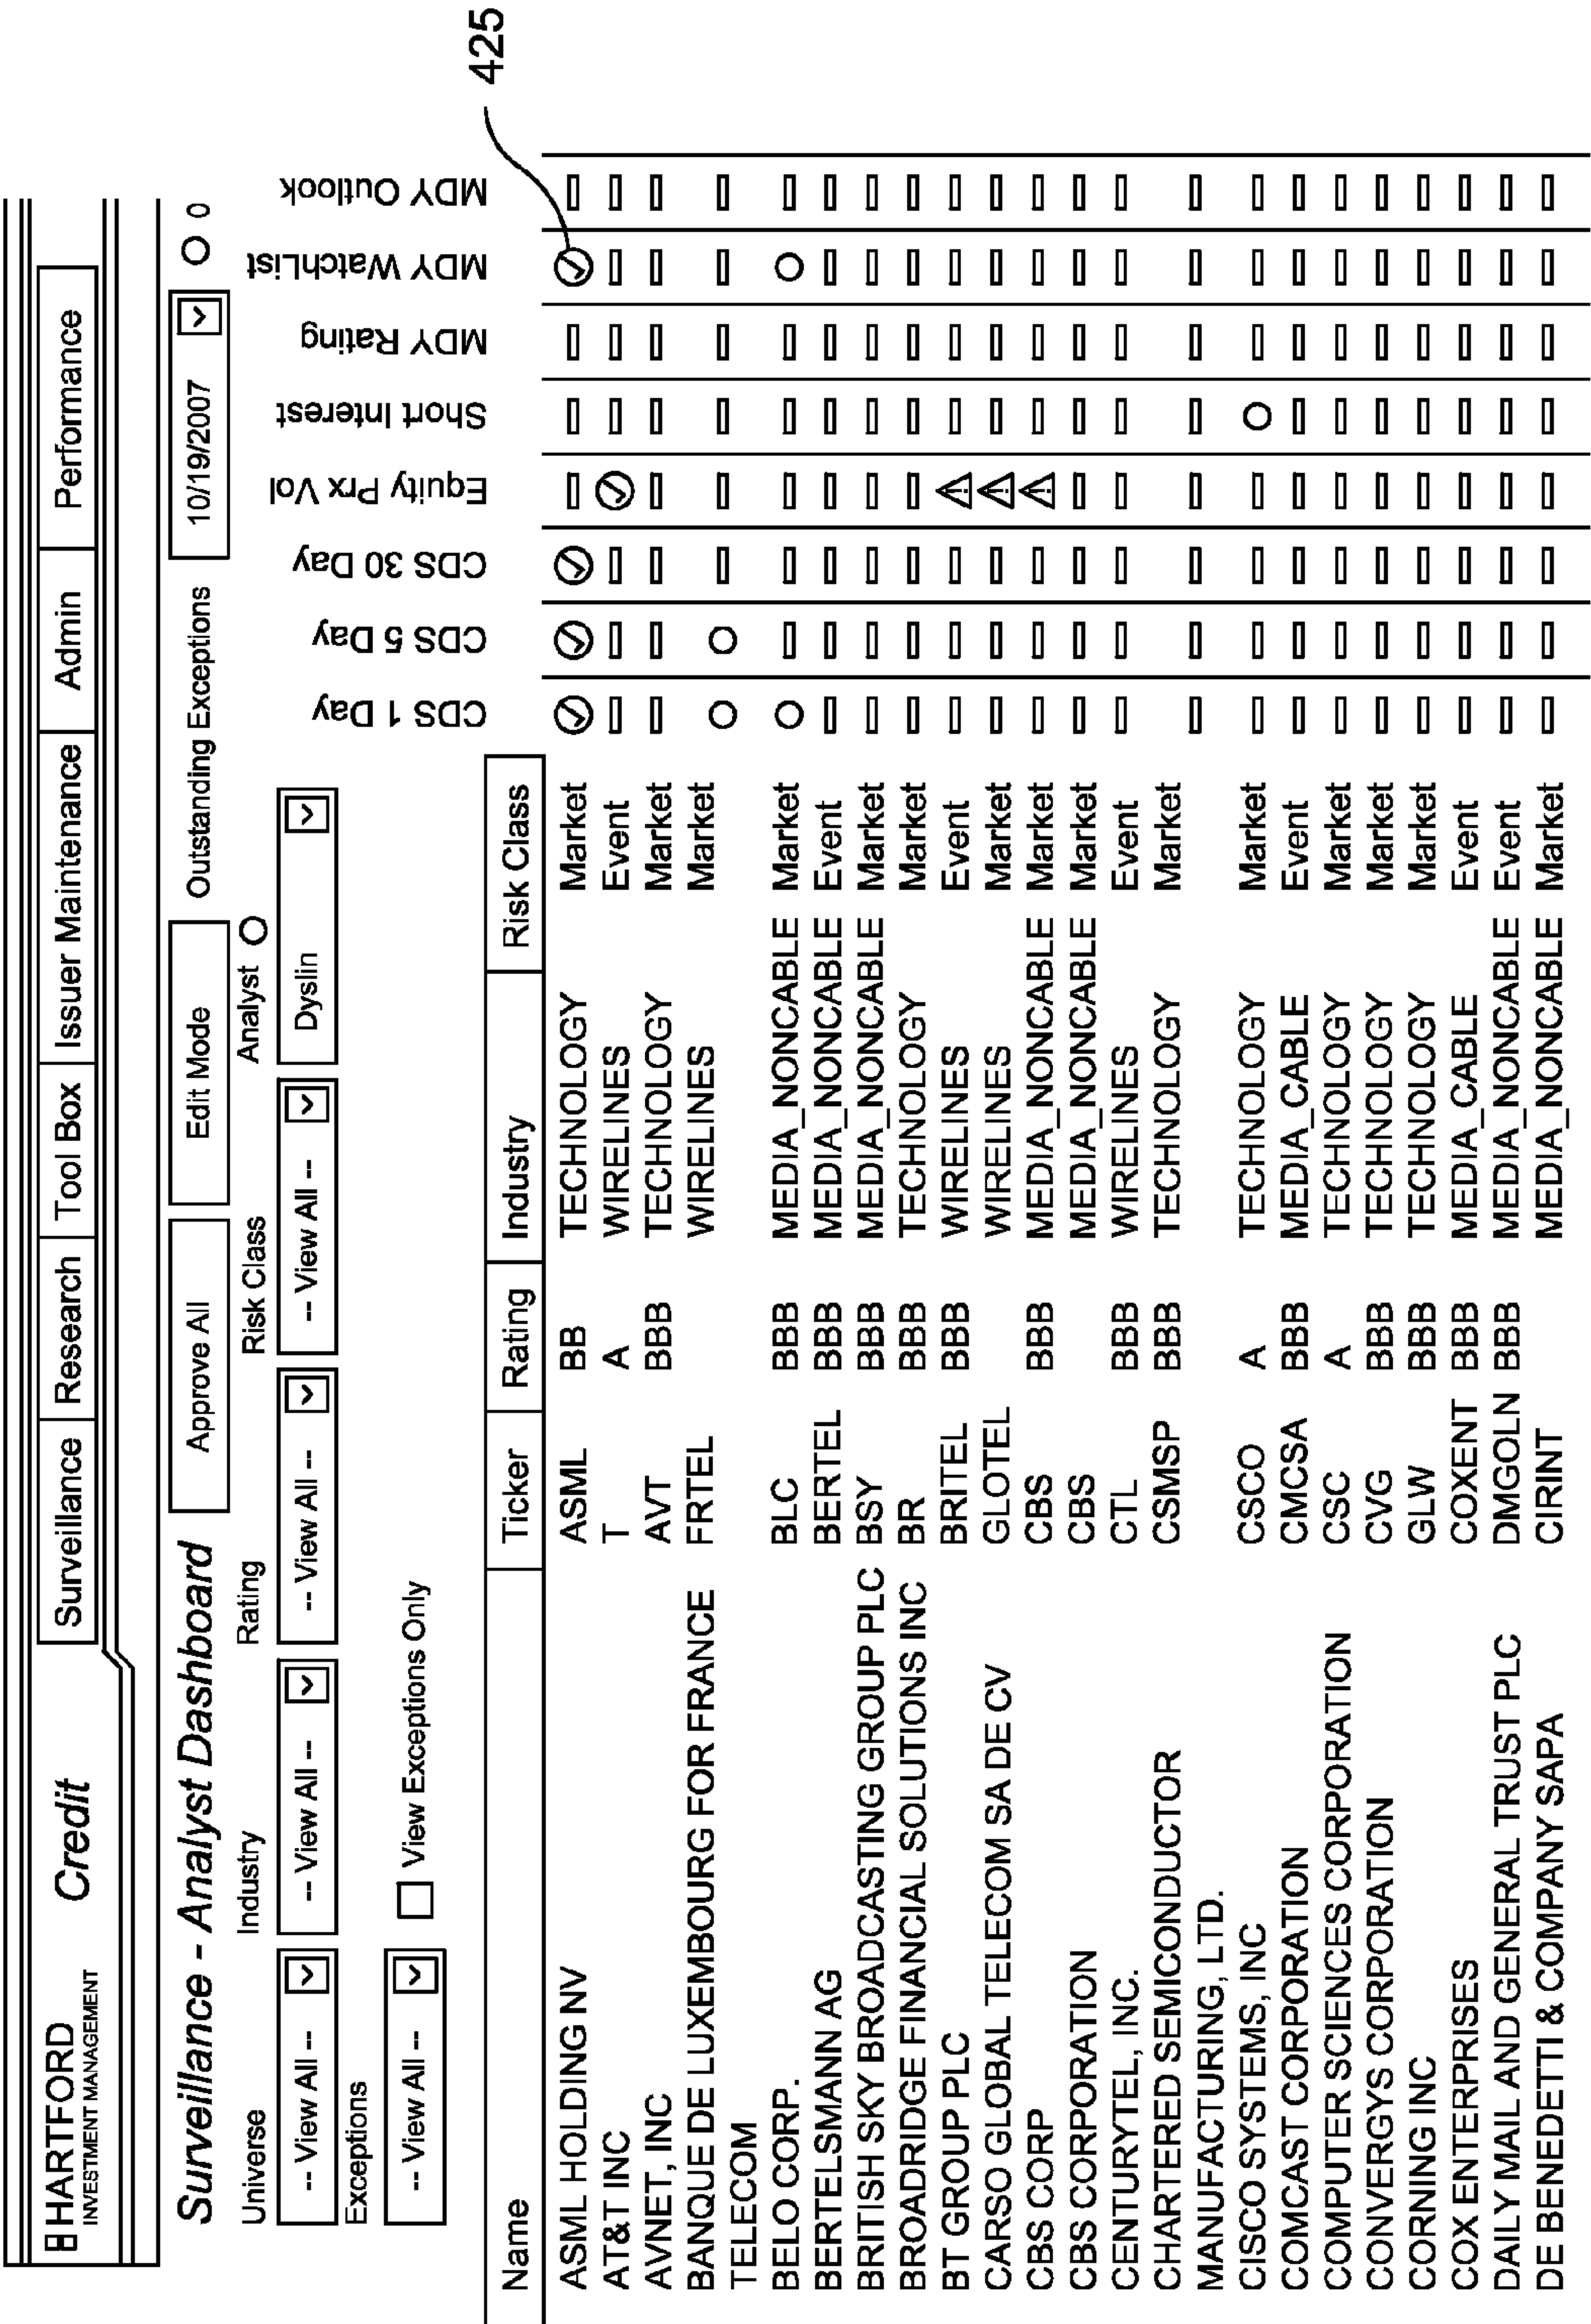 HARTFORD Credit Surveillance Research Tool Box Issuer Maintenance Admin Performance
INVESTMENT MANAGEMENT
Surveillance - Analyst Dashboard Approve All Edit Mode Outstanding Exceptions 10/19/2007 0
Universe Industry Rating Risk Class Analyst
-- View All -- -- View All -- -- View All -- -- View All -- Dyslin
Exceptions
-- View All -- View Exceptions Only
CDS 1 Day CDS 5 Day CDS 30 Day Equity Prx Vol Short Interest MDY Rating MDY WatchList MDY Outlook
425
Name Ticker Rating Industry Risk Class
ASML HOLDING NV ASML BB TECHNOLOGY Market
AT&T INC T A WIRELINES Event
AVNET, INC AVT BBB TECHNOLOGY Market
BANQUE DE LUXEMBOURG FOR FRANCE FRTEL WIRELINES Market
TELECOM
BELO CORP. BLC BBB MEDIA_NONCABLE Market
BERTELSMANN AG BERTEL BBB MEDIA_NONCABLE Event
BRITISH SKY BROADCASTING GROUP PLC BSY BBB MEDIA_NONCABLE Market
BROADRIDGE FINANCIAL SOLUTIONS INC BR BBB TECHNOLOGY Market
BT GROUP PLC BRITEL BBB WIRELINES Event
CARSO GLOBAL TELECOM SA DE CV GLOTEL WIRELINES Market
CBS CORP CBS BBB MEDIA_NONCABLE Market
CBS CORPORATION CBS MEDIA_NONCABLE Market
CENTURYTEL, INC. CTL BBB WIRELINES Event
CHARTERED SEMICONDUCTOR CSMSP BBB TECHNOLOGY Market
MANUFACTURING, LTD.
CISCO SYSTEMS, INC CSCO A TECHNOLOGY Market
COMCAST CORPORATION CMCSA BBB MEDIA_CABLE Event
COMPUTER SCIENCES CORPORATION CSC A TECHNOLOGY Market
CONVERGYS CORPORATION CVG BBB TECHNOLOGY Market
CORNING INC GLW BBB TECHNOLOGY Market
COX ENTERPRISES COXENT BBB MEDIA_CABLE Event
DAILY MAIL AND GENERAL TRUST PLC DMGOLN BBB MEDIA_NONCABLE Event
DE BENEDETTI & COMPANY SAPA CIRINT MEDIA_NONCABLE Market